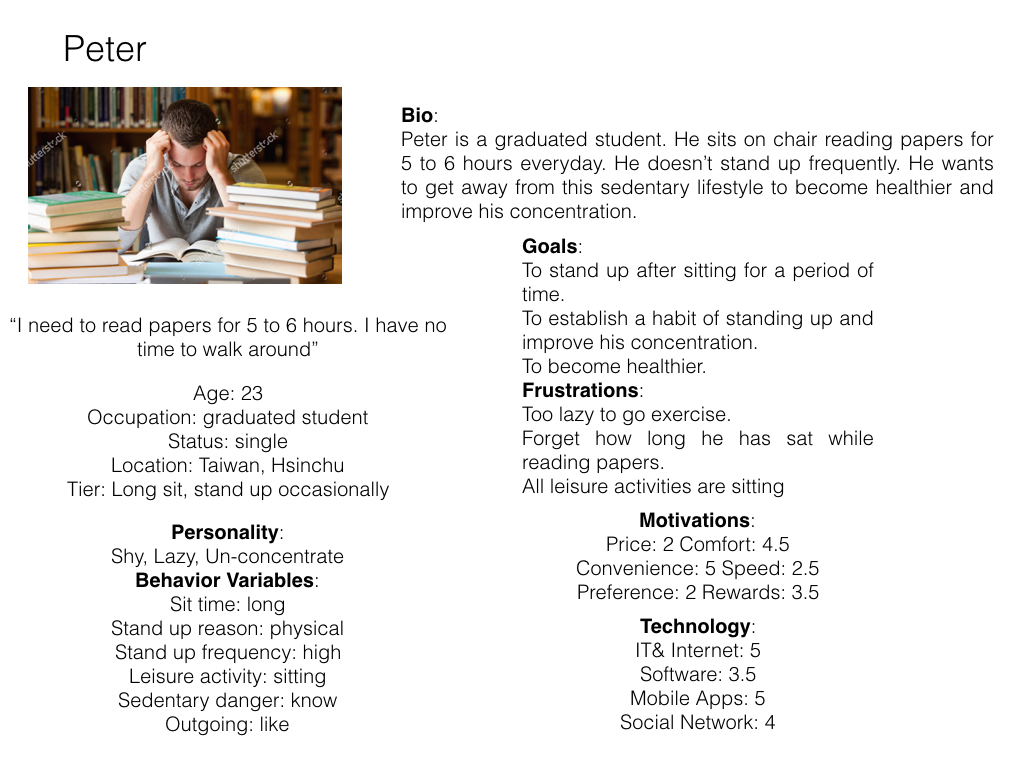 Peter
Bio:
Peter is a graduated student. He sits on chair reading papers for
5 to 6 hours everyday. He doesn’t stand up frequently. He wants
to get away from this sedentary lifestyle to become healthier and
improve his concentration.
Goals:
To stand up after sitting for a period of
time.
To establish a habit of standing up and
improve his concentration.
To become healthier.
Frustrations:
Too lazy to go exercise.
Forget how long he has sat while
reading papers.
All leisure activities are sitting
Motivations:
Price: 2 Comfort: 4.5
Convenience: 5 Speed: 2.5
Preference: 2 Rewards: 3.5
Technology:
IT& Internet: 5
Software: 3.5
Mobile Apps: 5
Social Network: 4
“I need to read papers for 5 to 6 hours. I have no
time to walk around”
Age: 23
Occupation: graduated student
Status: single
Location: Taiwan, Hsinchu
Tier: Long sit, stand up occasionally
Personality:
Shy, Lazy, Un-concentrate
Behavior Variables:
Sit time: long
Stand up reason: physical
Stand up frequency: high
Leisure activity: sitting
Sedentary danger: know
Outgoing: like